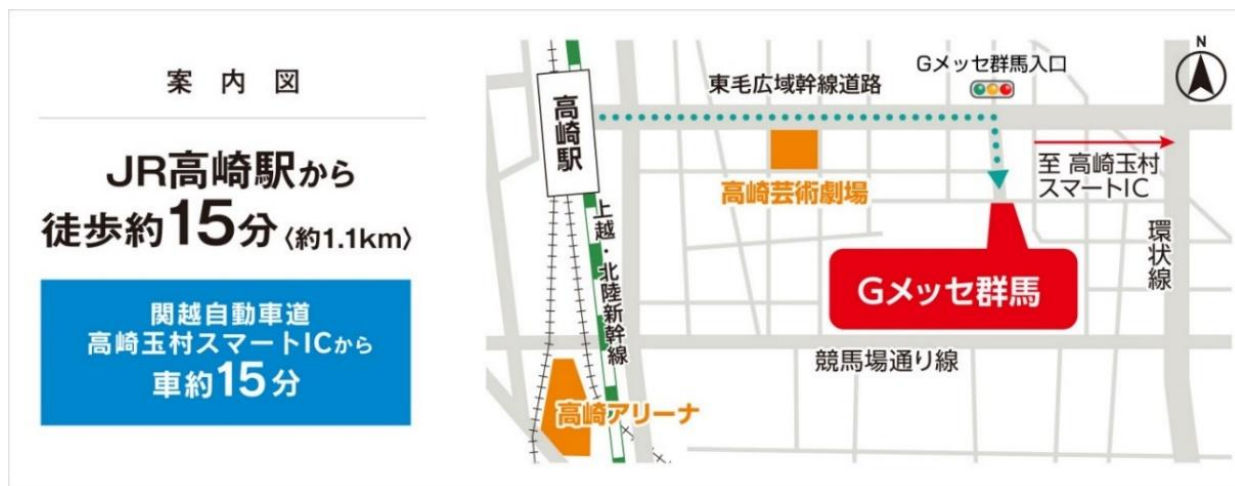 案内図
JR高崎駅から
徒歩約15分〈約1.1km〉
関越自動車道
高崎玉村スマートICから
車約15分
N
Gメッセ群馬入口
東毛広域幹線道路
高崎駅
至 高崎玉村
スマートIC
高崎芸術劇場
上越・北陸新幹線
環状線
Gメッセ群馬
競馬場通り線
高崎アリーナ